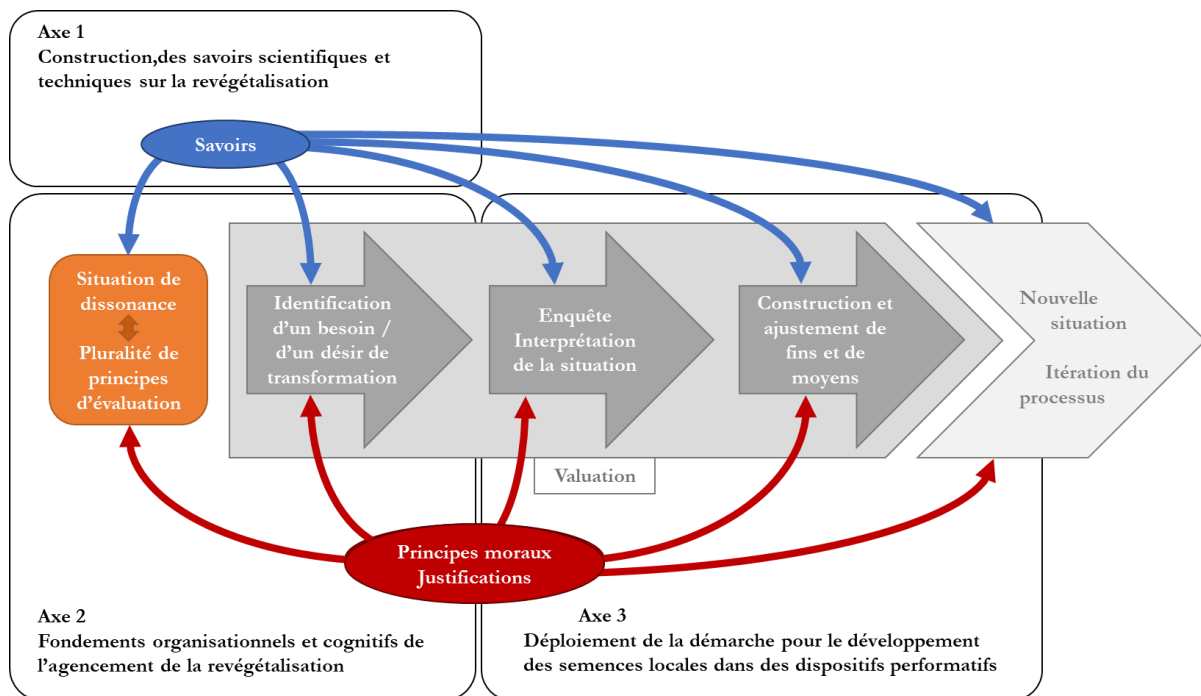 Axe 1
Construction,des savoirs scientifiques et
techniques sur la revégétalisation
Savoirs
Situation de
dissonance
Pluralité de
principes
d’évaluation
Identification
d’un besoin /
d’un désir de
transformation
Enquête
Interprétation
de la situation
Construction et
ajustement de
fins et de
moyens
Nouvelle
situation
Itération du
processus
Valuation
Principes moraux
Justifications
Axe 2
Fondements organisationnels et cognitifs de
l’agencement de la revégétalisation
Axe 3
Déploiement de la démarche pour le développement
des semences locales dans des dispositifs performatifs